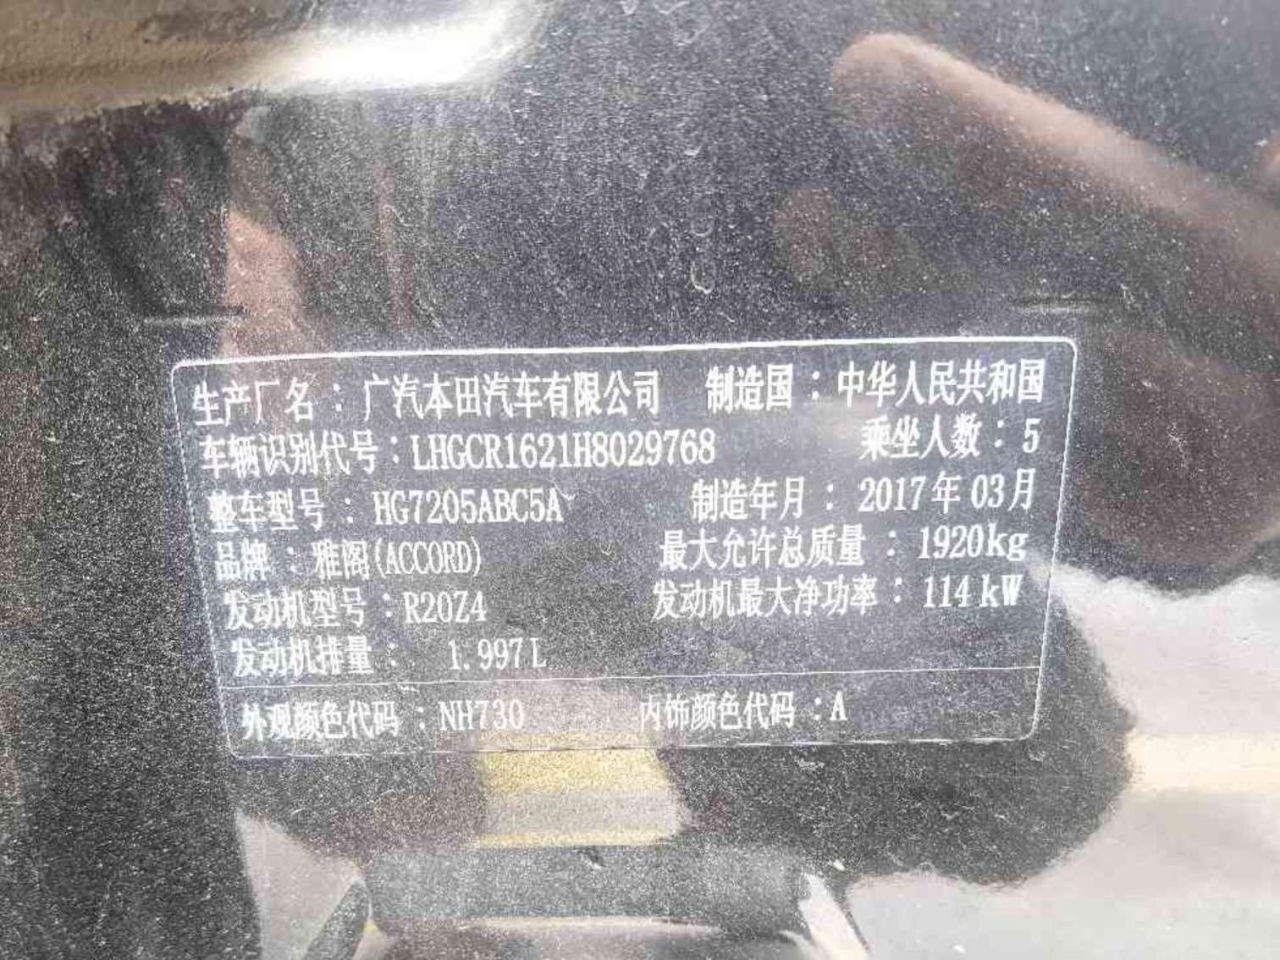 生产厂名：广汽本田汽车有限公司 制造国：中华人民共和国
车辆识别代号：LHGCR1621H8029768 乘坐人数：5
整车型号：HG7205ABC5A 制造年月：2017年03月
品牌：雅阁(ACCORD) 最大允许总质量：1920kg
发动机型号：R20Z4 发动机最大净功率：114kW
发动机排量：1.997L
外观颜色代码：NH730 内饰颜色代码：A